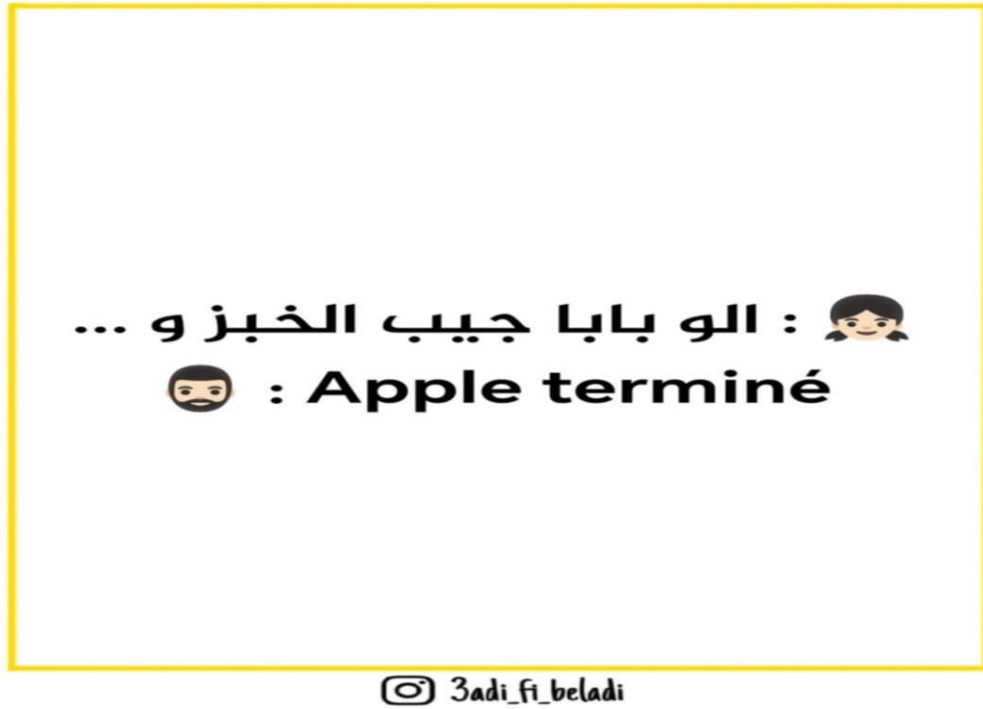 👧🏻 : الو بابا جيب الخبز و ...
🧔🏻 : Apple terminé
3adi_fi_beladi